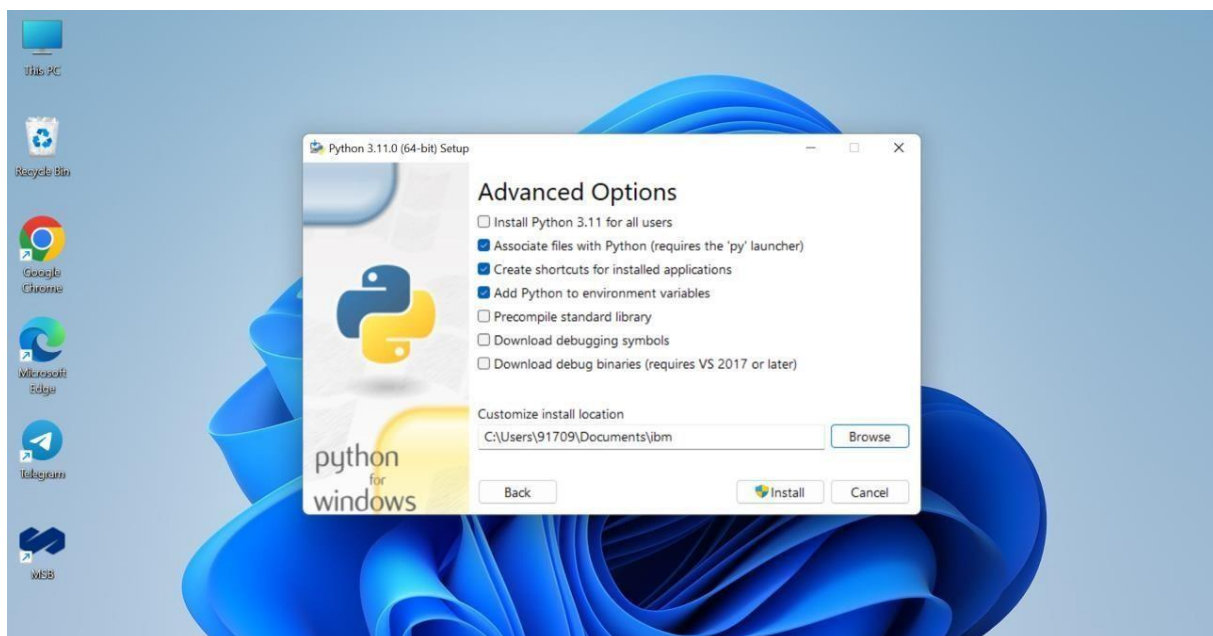 This PC
Recycle Bin
Google
Chrome
Microsoft
Edge
Telegram
MSB
Python 3.11.0 (64-bit) Setup
Advanced Options
Install Python 3.11 for all users
Associate files with Python (requires the 'py' launcher)
Create shortcuts for installed applications
Add Python to environment variables
Precompile standard library
Download debugging symbols
Download debug binaries (requires VS 2017 or later)
Customize install location
C:\Users\91709\Documents\ibm
Browse
python
for
windows
Back
Install
Cancel